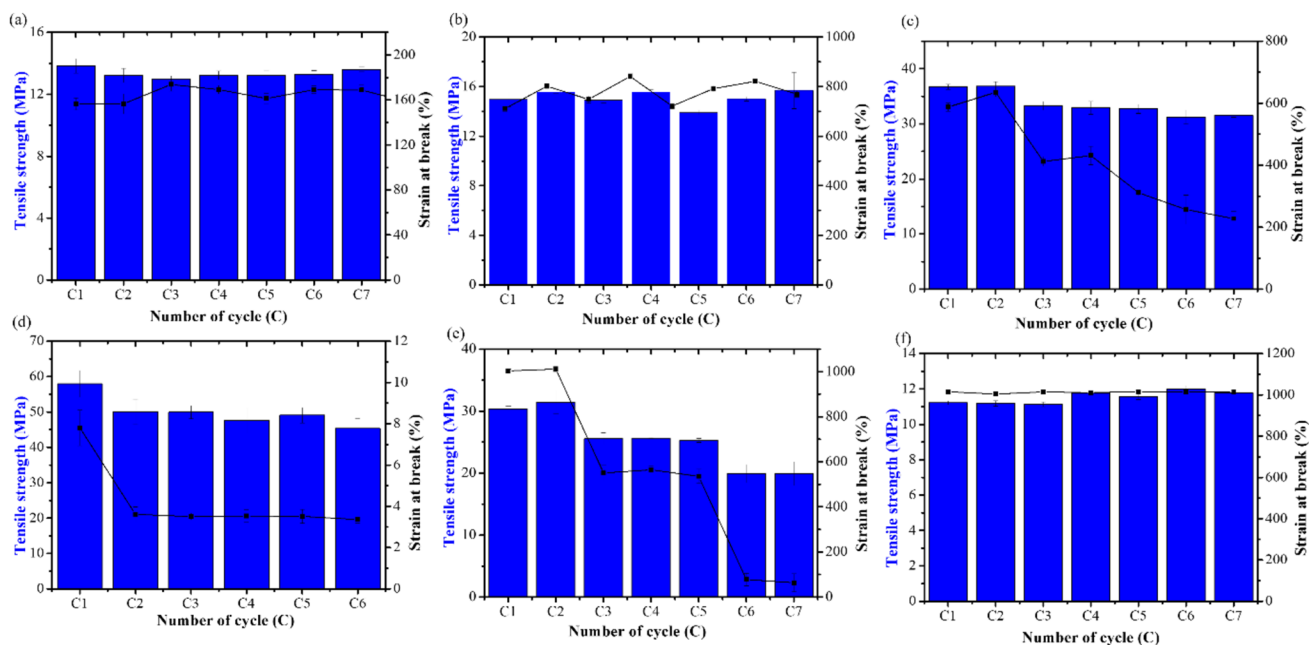 (a)
Tensile strength (MPa)
16
12
8
4
0
200
160
120
80
40
0
Strain at break (%)
C1 C2 C3 C4 C5 C6 C7
Number of cycle (C)
(b)
Tensile strength (MPa)
20
16
12
8
4
0
1000
800
600
400
200
0
Strain at break (%)
C1 C2 C3 C4 C5 C6 C7
Number of cycle (C)
(c)
Tensile strength (MPa)
40
30
20
10
0
800
600
400
200
0
Strain at break (%)
C1 C2 C3 C4 C5 C6 C7
Number of cycle (C)
(d)
Tensile strength (MPa)
70
60
50
40
30
20
10
0
12
10
8
6
4
2
0
Strain at break (%)
C1 C2 C3 C4 C5 C6
Number of cycle (C)
(e)
Tensile strength (MPa)
40
30
20
10
0
1000
800
600
400
200
0
Strain at break (%)
C1 C2 C3 C4 C5 C6 C7
Number of cycle (C)
(f)
Tensile strength (MPa)
14
12
10
8
6
4
2
0
1200
1000
800
600
400
200
0
Strain at break (%)
C1 C2 C3 C4 C5 C6 C7
Number of cycle (C)